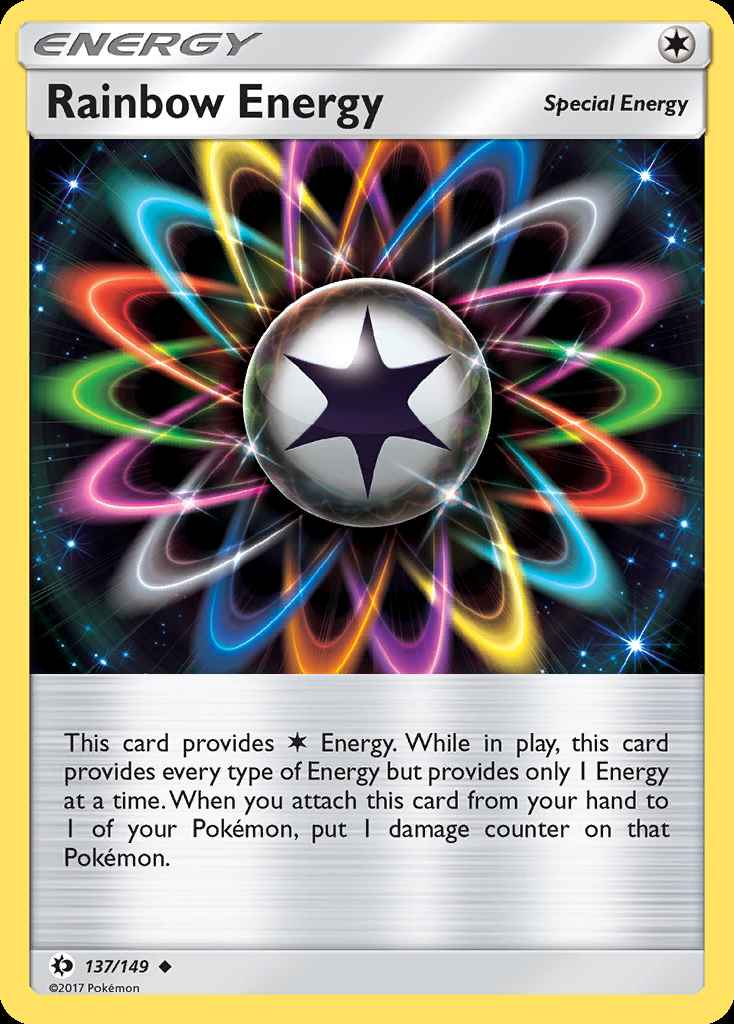 ENERGY
Rainbow Energy
Special Energy
This card provides Energy. While in play, this card
provides every type of Energy but provides only 1 Energy
at a time. When you attach this card from your hand to
1 of your Pokémon, put 1 damage counter on that
Pokémon.
137/149
©2017 Pokémon